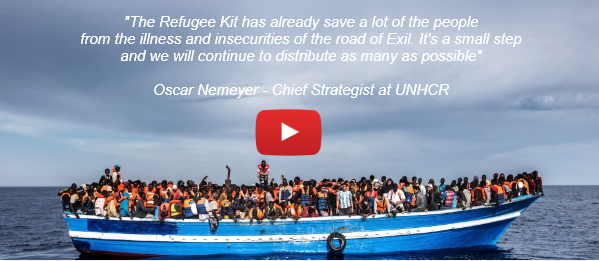 "The Refugee Kit has already save a lot of the people
from the illness and insecurities of the road of Exil. It's a small step
and we will continue to distribute as many as possible"
Oscar Nemeyer - Chief Strategist at UNHCR